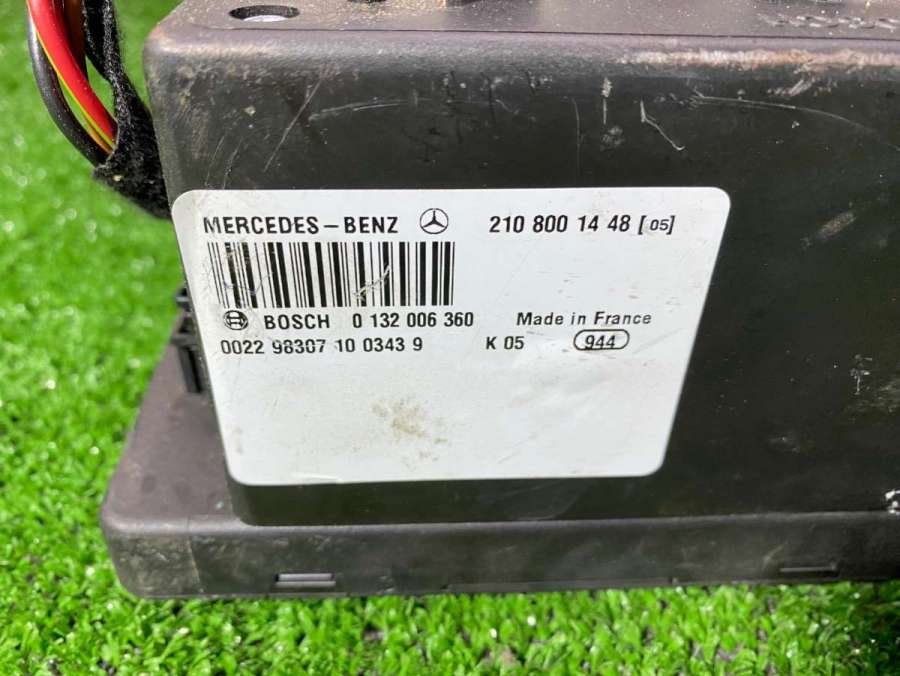 MERCEDES-BENZ 210 800 14 48 [05]
BOSCH 0 132 006 360 Made in France
0022 98307 10 0343 9 K 05 944